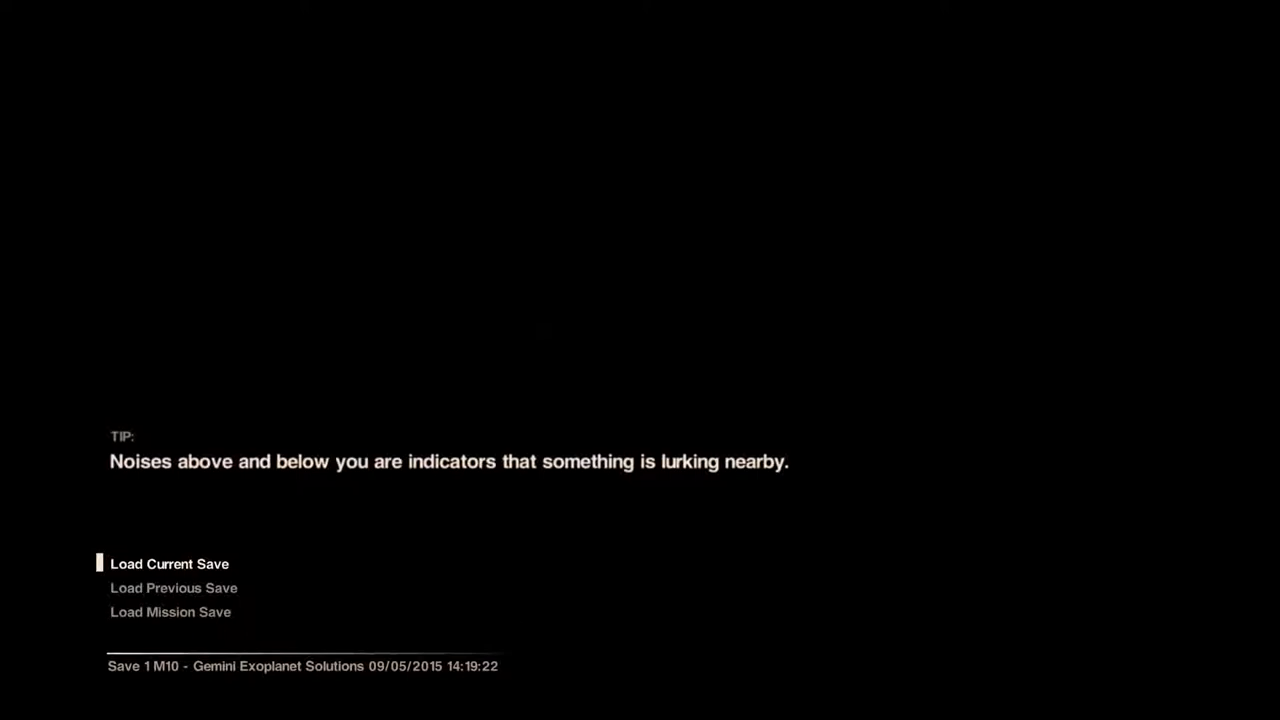 TIP:
Noises above and below you are indicators that something is lurking nearby.
Load Current Save
Load Previous Save
Load Mission Save
Save 1 M10 - Gemini Exoplanet Solutions 09/05/2015 14:19:22